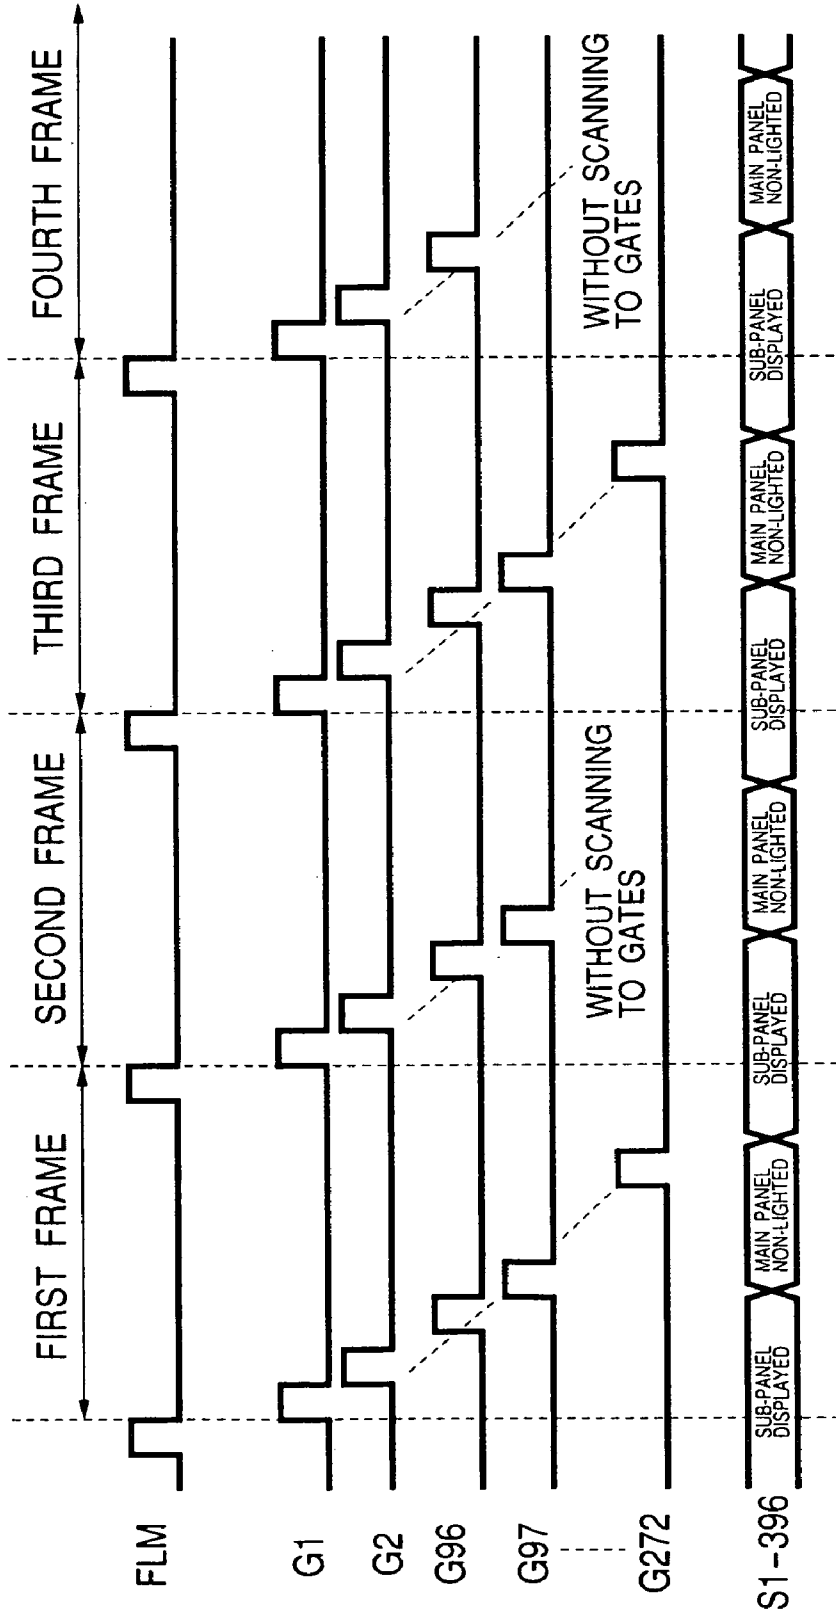 FIRST FRAME
SECOND FRAME
THIRD FRAME
FOURTH FRAME
FLM
G1
G2
G96
G97
G272
WITHOUT SCANNING
TO GATES
WITHOUT SCANNING
TO GATES
S1-396
SUB-PANEL
DISPLAYED
MAIN PANEL
NON-LIGHTED
SUB-PANEL
DISPLAYED
MAIN PANEL
NON-LIGHTED
SUB-PANEL
DISPLAYED
MAIN PANEL
NON-LIGHTED
SUB-PANEL
DISPLAYED
MAIN PANEL
NON-LIGHTED